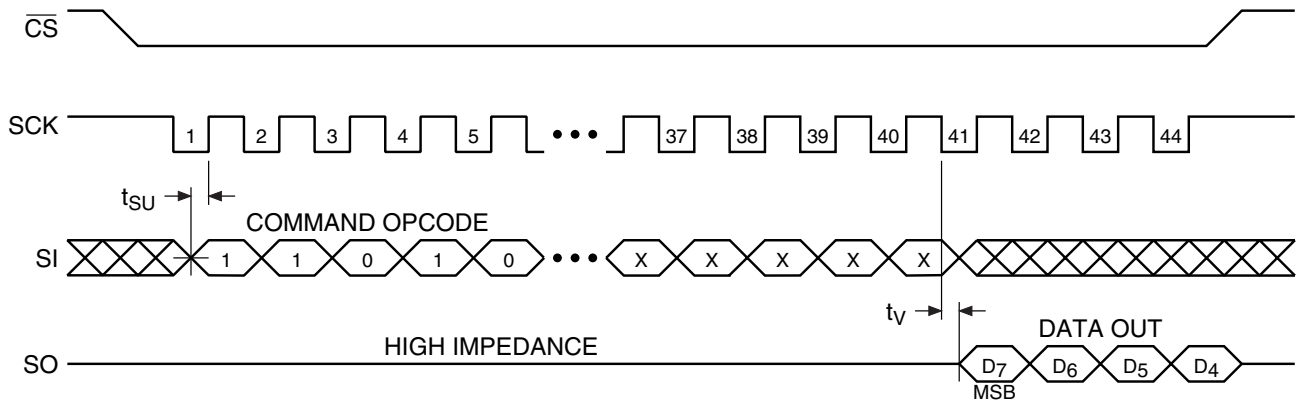 CS
SCK 1 2 3 4 5 ••• 37 38 39 40 41 42 43 44
tSU
COMMAND OPCODE
SI 1 1 0 1 0 ••• X X X X X
tV
DATA OUT
HIGH IMPEDANCE
SO D7 D6 D5 D4
MSB